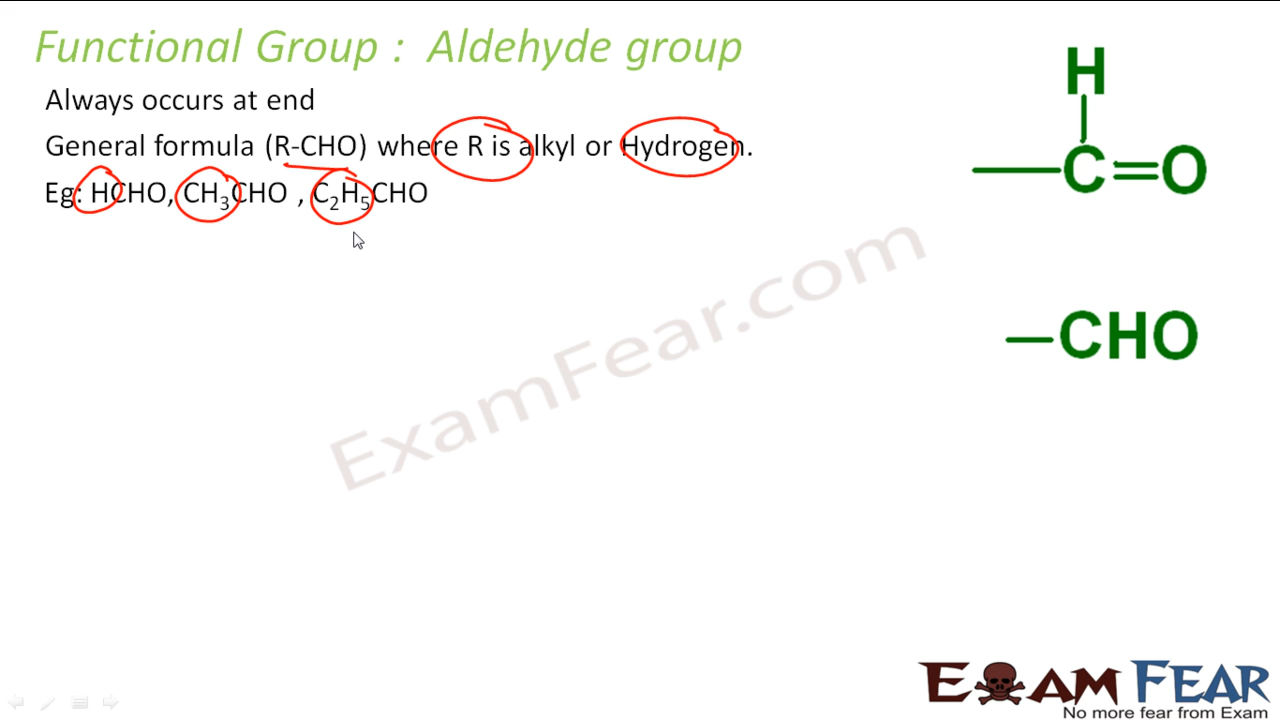 Functional Group : Aldehyde group
Always occurs at end
General formula (R-CHO) where R is alkyl or Hydrogen.
Eg: HCHO, CH₃CHO , C₂H₅CHO
H
C=O
–CHO
ExamFear.com
EXAM FEAR
No more fear from Exam